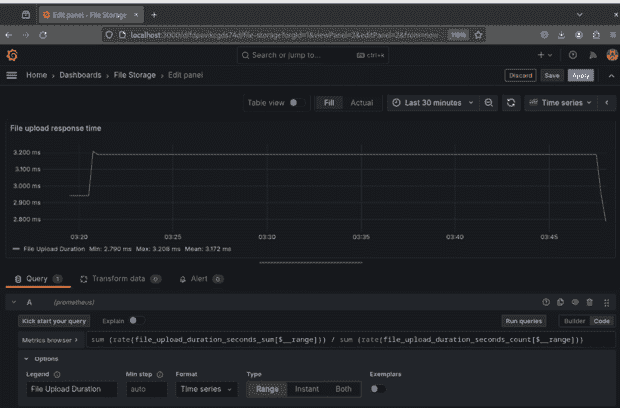 Edit panel - File Storage
localhost:3000/d/
110%
Search or jump to...
ctrl+k
Home > Dashboards > File Storage > Edit panel
Discard Save Apply
Table view Fill Actual Last 30 minutes Time series
File upload response time
3.200 ms
3.100 ms
3.000 ms
2.900 ms
2.800 ms
03:20 03:25 03:30 03:35 03:40 03:45
File Upload Duration Min: 2.790 ms Max: 3.208 ms Mean: 3.172 ms
Query 1 Transform data 0 Alert 0
A (prometheus)
Kick start your query Explain Run queries Builder Code
Metrics browser > sum (rate(file_upload_duration_seconds_sum[$__range])) / sum (rate(file_upload_duration_seconds_count[$__range]))
Options
Legend Min step Format Type Exemplars
File Upload Duration auto Time series Range Instant Both